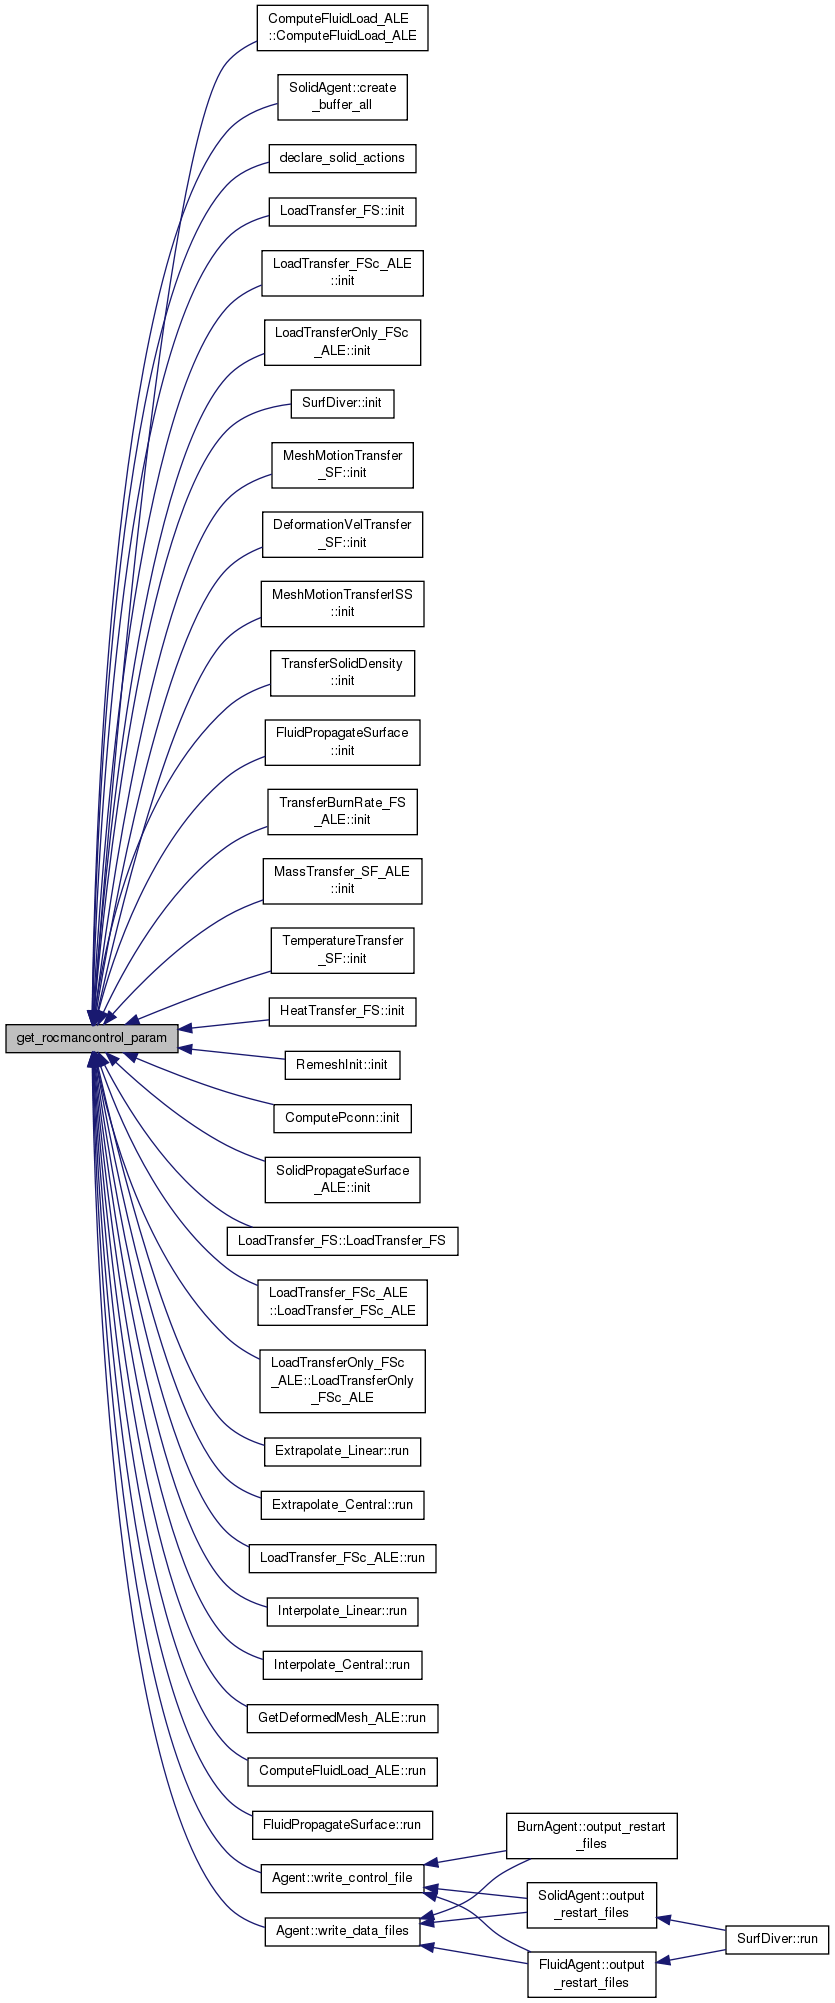 ComputeFluidLoad_ALE
::ComputeFluidLoad_ALE
SolidAgent::create
_buffer_all
declare_solid_actions
LoadTransfer_FS::init
LoadTransfer_FSc_ALE
::init
LoadTransferOnly_FSc
_ALE::init
SurfDiver::init
MeshMotionTransfer
_SF::init
DeformationVelTransfer
_SF::init
MeshMotionTransferISS
::init
TransferSolidDensity
::init
FluidPropagateSurface
::init
TransferBurnRate_FS
_ALE::init
MassTransfer_SF_ALE
::init
TemperatureTransfer
_SF::init
HeatTransfer_FS::init
get_rocmancontrol_param
RemeshInit::init
ComputePconn::init
SolidPropagateSurface
_ALE::init
LoadTransfer_FS::LoadTransfer_FS
LoadTransfer_FSc_ALE
::LoadTransfer_FSc_ALE
LoadTransferOnly_FSc
_ALE::LoadTransferOnly
_FSc_ALE
Extrapolate_Linear::run
Extrapolate_Central::run
LoadTransfer_FSc_ALE::run
Interpolate_Linear::run
Interpolate_Central::run
GetDeformedMesh_ALE::run
ComputeFluidLoad_ALE::run
FluidPropagateSurface::run
Agent::write_control_file
Agent::write_data_files
BurnAgent::output_restart
_files
SolidAgent::output
_restart_files
FluidAgent::output
_restart_files
SurfDiver::run